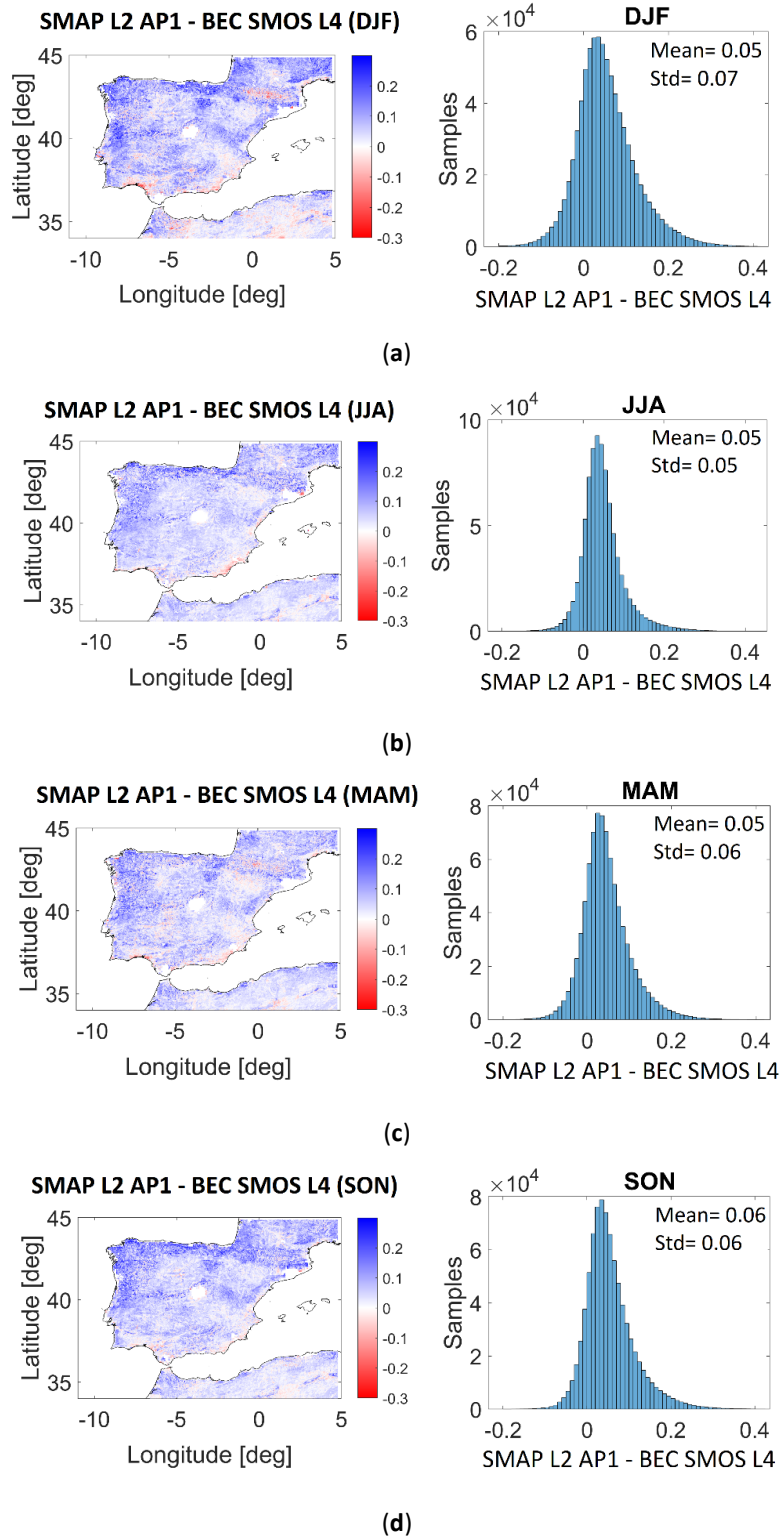 SMAP L2 AP1 - BEC SMOS L4 (DJF)
45
40
35
Latitude [deg]
-10 -5 0 5
Longitude [deg]
0.2
0.1
0
-0.1
-0.2
-0.3
DJF
×10^4
6
4
2
0
Samples
Mean= 0.05
Std = 0.07
-0.2 0 0.2 0.4
SMAP L2 AP1 - BEC SMOS L4
(a)
SMAP L2 AP1 - BEC SMOS L4 (JJA)
45
40
35
Latitude [deg]
-10 -5 0 5
Longitude [deg]
0.2
0.1
0
-0.1
-0.2
-0.3
JJA
×10^4
10
5
0
Samples
Mean= 0.05
Std = 0.05
-0.2 0 0.2 0.4
SMAP L2 AP1 - BEC SMOS L4
(b)
SMAP L2 AP1 - BEC SMOS L4 (MAM)
45
40
35
Latitude [deg]
-10 -5 0 5
Longitude [deg]
0.2
0.1
0
-0.1
-0.2
-0.3
MAM
×10^4
8
6
4
2
0
Samples
Mean= 0.05
Std = 0.06
-0.2 0 0.2 0.4
SMAP L2 AP1 - BEC SMOS L4
(c)
SMAP L2 AP1 - BEC SMOS L4 (SON)
45
40
35
Latitude [deg]
-10 -5 0 5
Longitude [deg]
0.2
0.1
0
-0.1
-0.2
-0.3
SON
×10^4
8
6
4
2
0
Samples
Mean= 0.06
Std = 0.06
-0.2 0 0.2 0.4
SMAP L2 AP1 - BEC SMOS L4
(d)